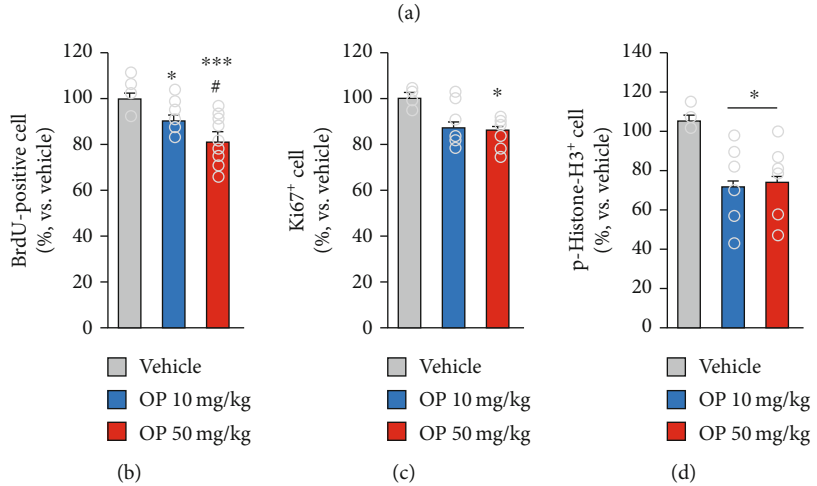 (a)
BrdU-positive cell
(%, vs. vehicle)
120
100
80
60
40
20
0
*
***
#
Vehicle
OP 10 mg/kg
OP 50 mg/kg
(b)
Ki67⁺ cell
(%, vs. vehicle)
120
100
80
60
40
20
0
*
Vehicle
OP 10 mg/kg
OP 50 mg/kg
(c)
p-Histone-H3⁺ cell
(%, vs. vehicle)
140
120
100
80
60
40
20
0
*
Vehicle
OP 10 mg/kg
OP 50 mg/kg
(d)